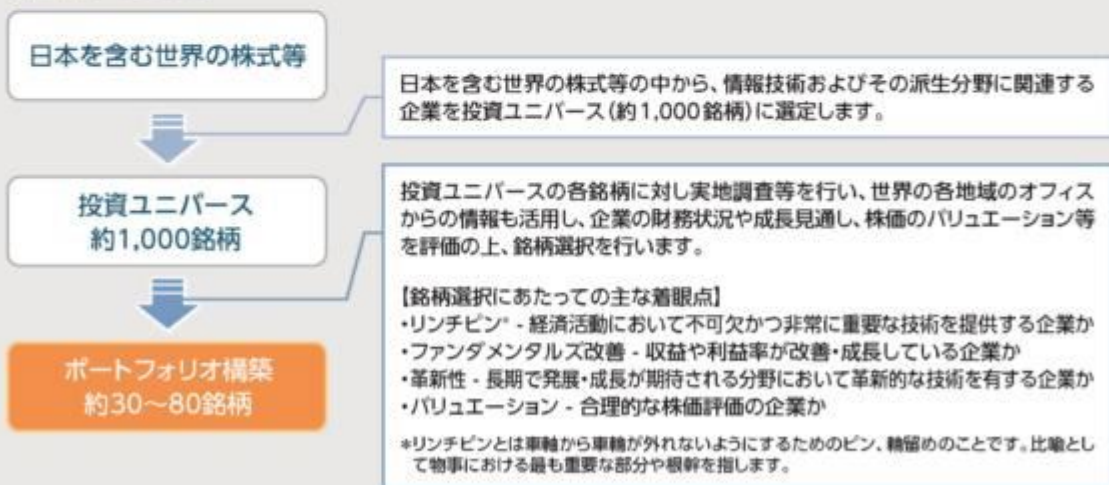 日本を含む世界の株式等
日本を含む世界の株式等の中から、情報技術およびその派生分野に関連する
企業を投資ユニバース(約1,000銘柄)に選定します。
投資ユニバース
約1,000銘柄
投資ユニバースの各銘柄に対し実地調査等を行い、世界の各地域のオフィス
からの情報も活用し、企業の財務状況や成長見通し、株価のバリュエーション等
を評価の上、銘柄選択を行います。
【銘柄選択にあたっての主な着眼点】
・リンチピン* - 経済活動において不可欠かつ非常に重要な技術を提供する企業か
・ファンダメンタルズ改善 - 収益や利益率が改善・成長している企業か
・革新性 - 長期で発展・成長が期待される分野において革新的な技術を有する企業か
・バリュエーション - 合理的な株価評価の企業か
*リンチピンとは車軸から車輪が外れないようにするためのピン、輪留めのことです。比喩とし
て物事における最も重要な部分や根幹を指します。
ポートフォリオ構築
約30～80銘柄